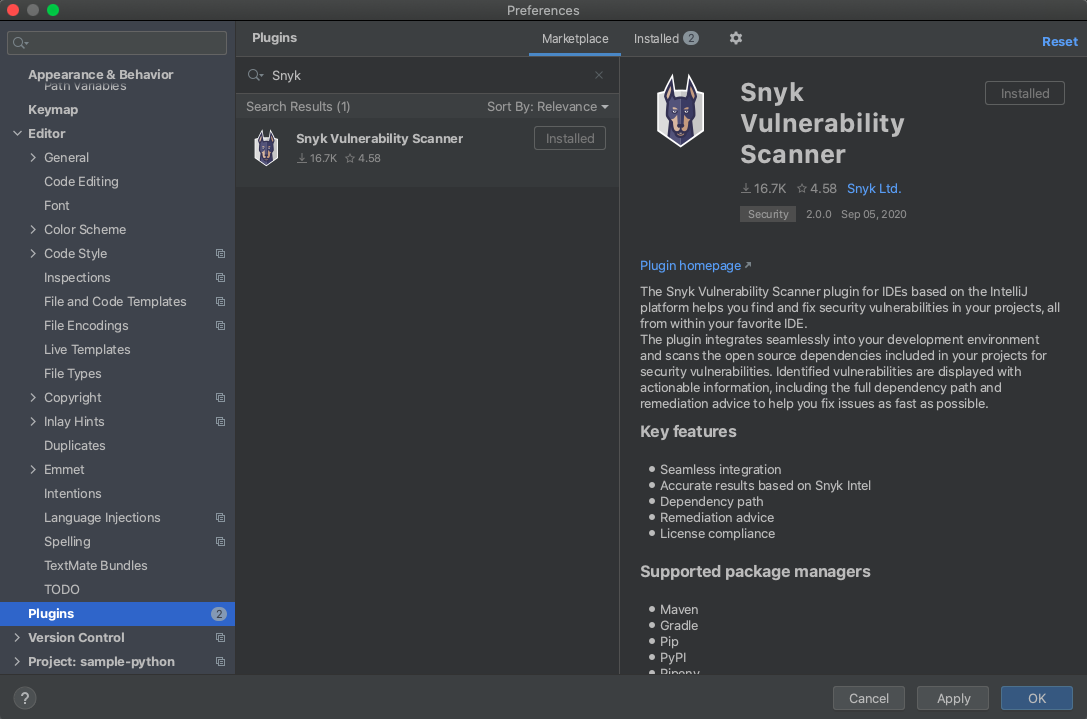 Preferences
Appearance & Behavior
Path Variables
Keymap
Editor
General
Code Editing
Font
Color Scheme
Code Style
Inspections
File and Code Templates
File Encodings
Live Templates
File Types
Copyright
Inlay Hints
Duplicates
Emmet
Intentions
Language Injections
Spelling
TextMate Bundles
TODO
Plugins 2
Version Control
Project: sample-python
Plugins
Marketplace
Installed 2
Reset
Snyk
Search Results (1)
Sort By: Relevance
Snyk Vulnerability Scanner
16.7K 4.58
Installed
Snyk
Vulnerability
Scanner
Installed
16.7K 4.58 Snyk Ltd.
Security 2.0.0 Sep 05, 2020
Plugin homepage
The Snyk Vulnerability Scanner plugin for IDEs based on the IntelliJ
platform helps you find and fix security vulnerabilities in your projects, all
from within your favorite IDE.
The plugin integrates seamlessly into your development environment
and scans the open source dependencies included in your projects for
security vulnerabilities. Identified vulnerabilities are displayed with
actionable information, including the full dependency path and
remediation advice to help you fix issues as fast as possible.
Key features
Seamless integration
Accurate results based on Snyk Intel
Dependency path
Remediation advice
License compliance
Supported package managers
Maven
Gradle
Pip
PyPI
Pipenv
?
Cancel
Apply
OK